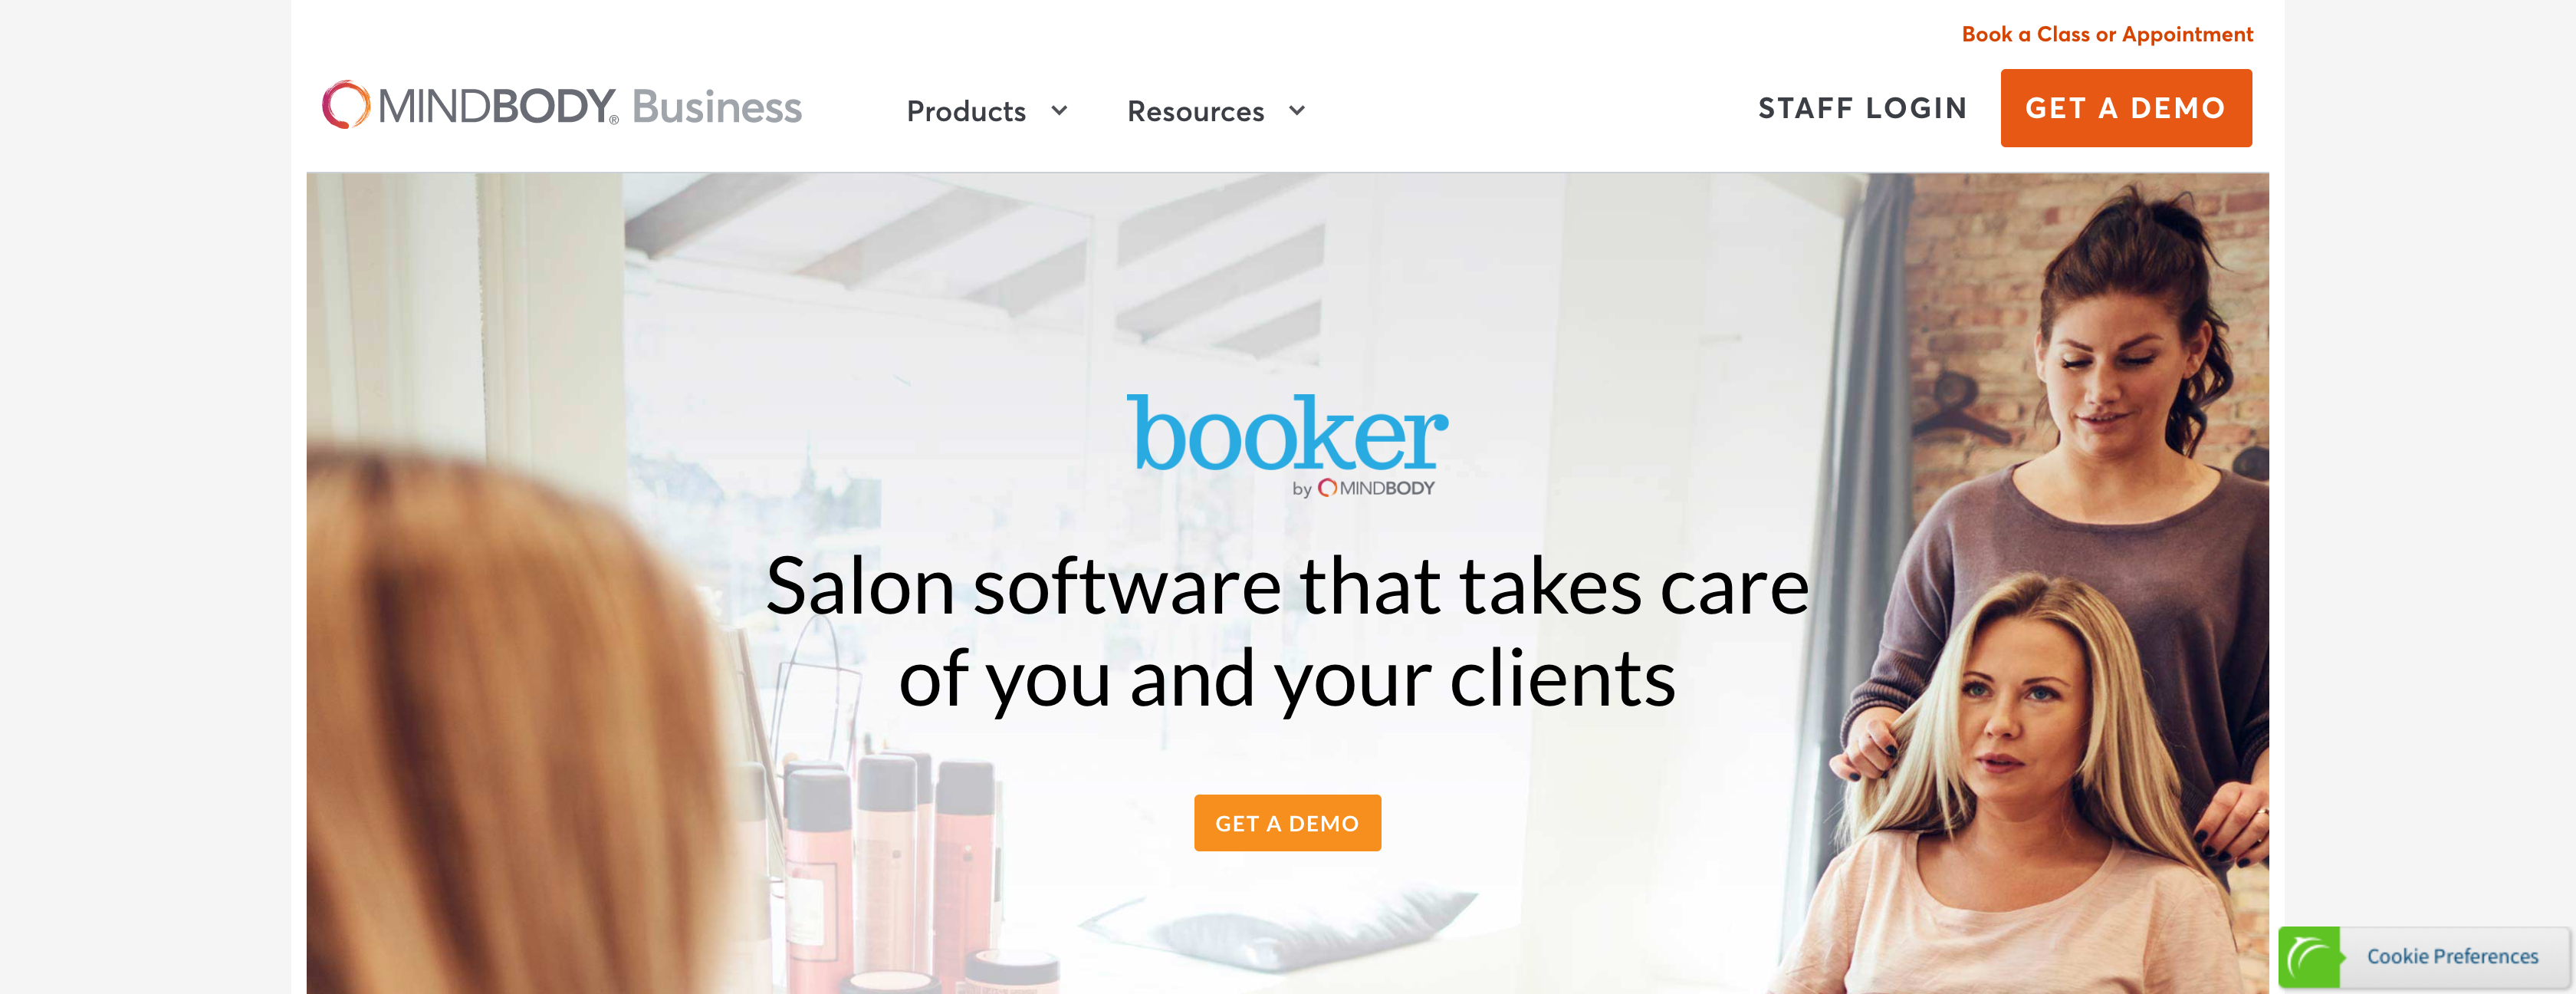 Book a Class or Appointment
MINDBODY® Business
Products
Resources
STAFF LOGIN
GET A DEMO
booker
by MINDBODY
Salon software that takes care
of you and your clients
GET A DEMO
Cookie Preferences